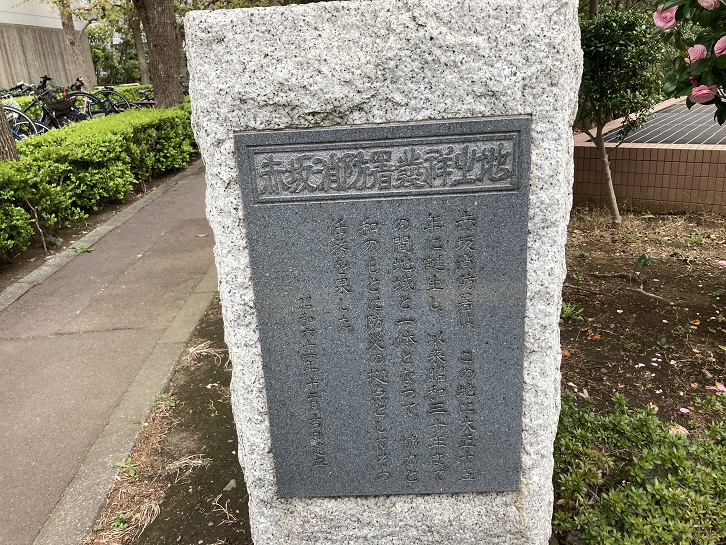 赤坂消防署發祥之地
赤坂消防署は、この地に大正十五
年に誕生し、以来昭和三十年まで
の間地域と一体となって、協力と
和のもとに防災の拠点としてその
任務を果した。
昭和